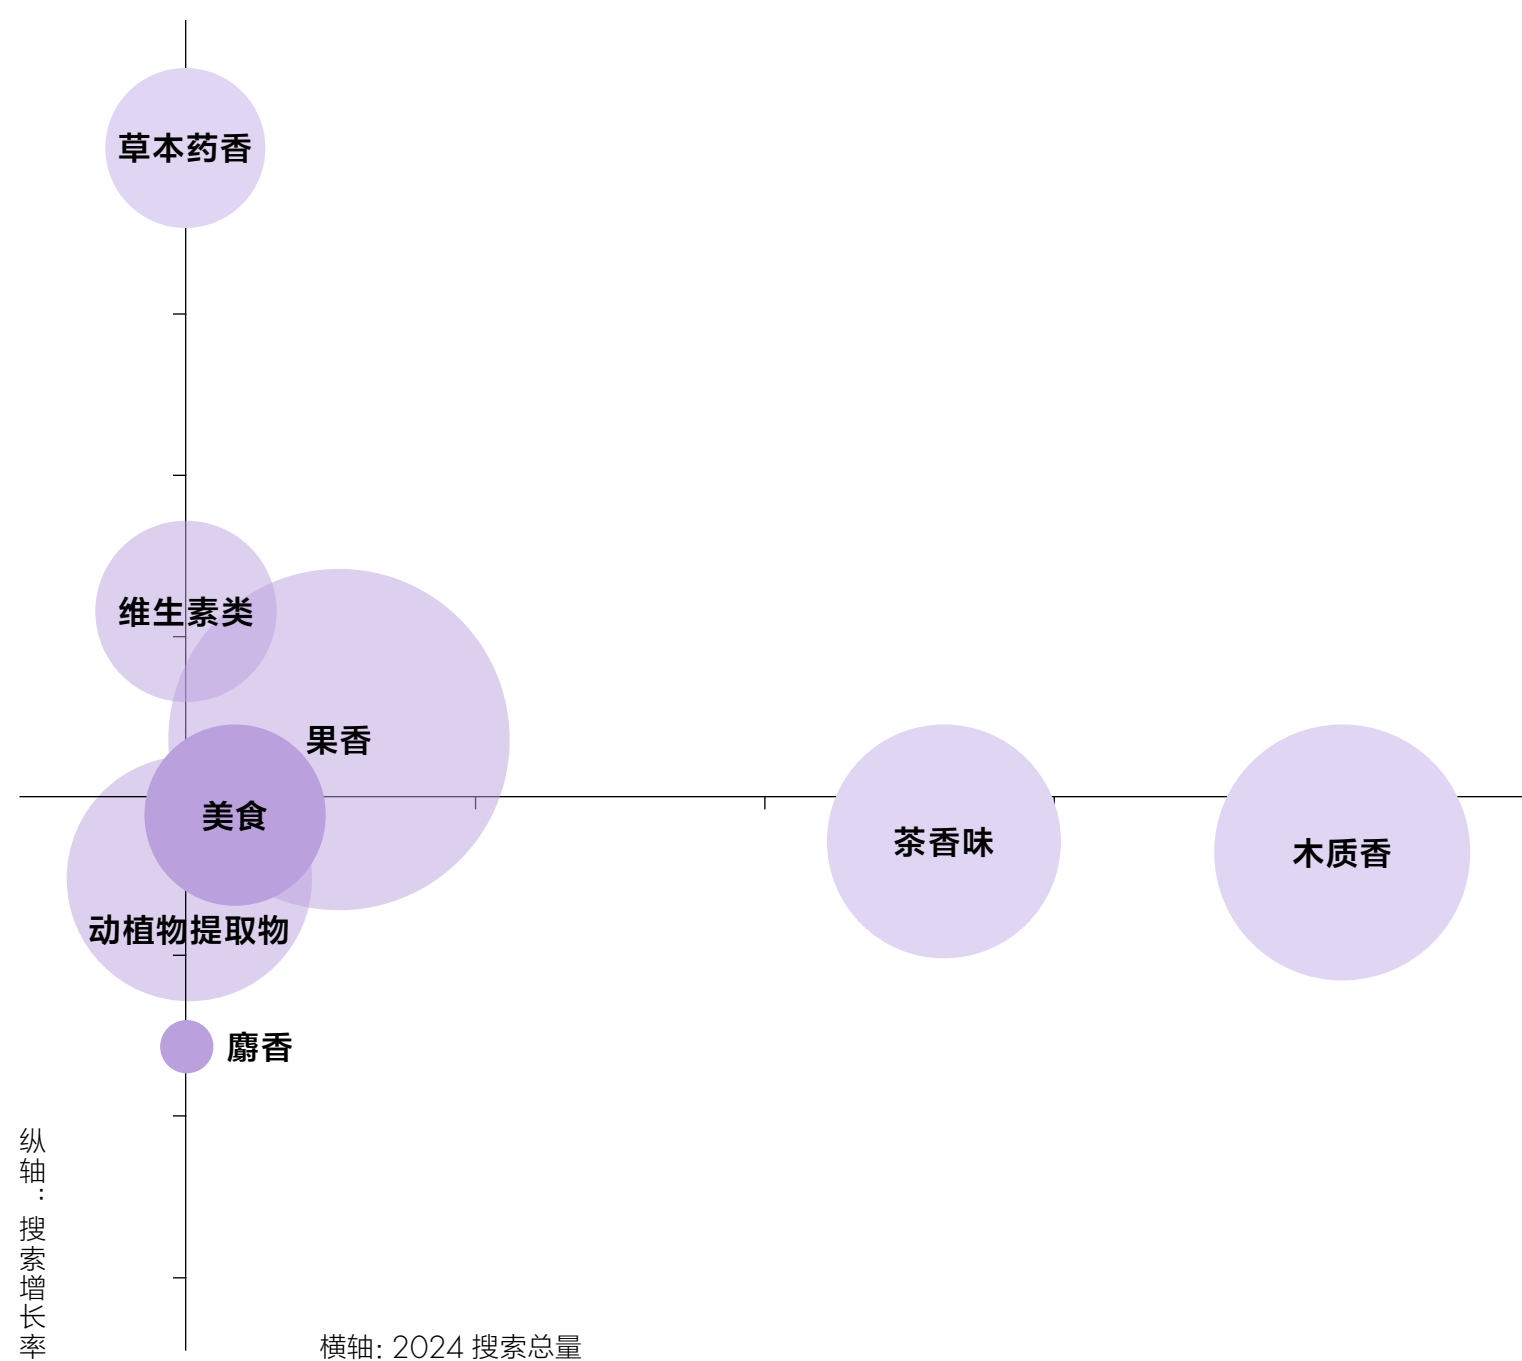 草本药香
维生素类
果香
美食
茶香味
木质香
动植物提取物
麝香
纵轴：搜索增长率
横轴: 2024 搜索总量